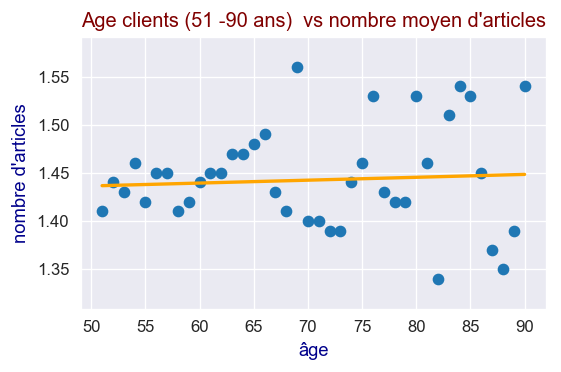 Age clients (51 -90 ans)  vs nombre moyen d'articles
nombre d'articles
1.55
1.50
1.45
1.40
1.35
50 55 60 65 70 75 80 85 90
âge